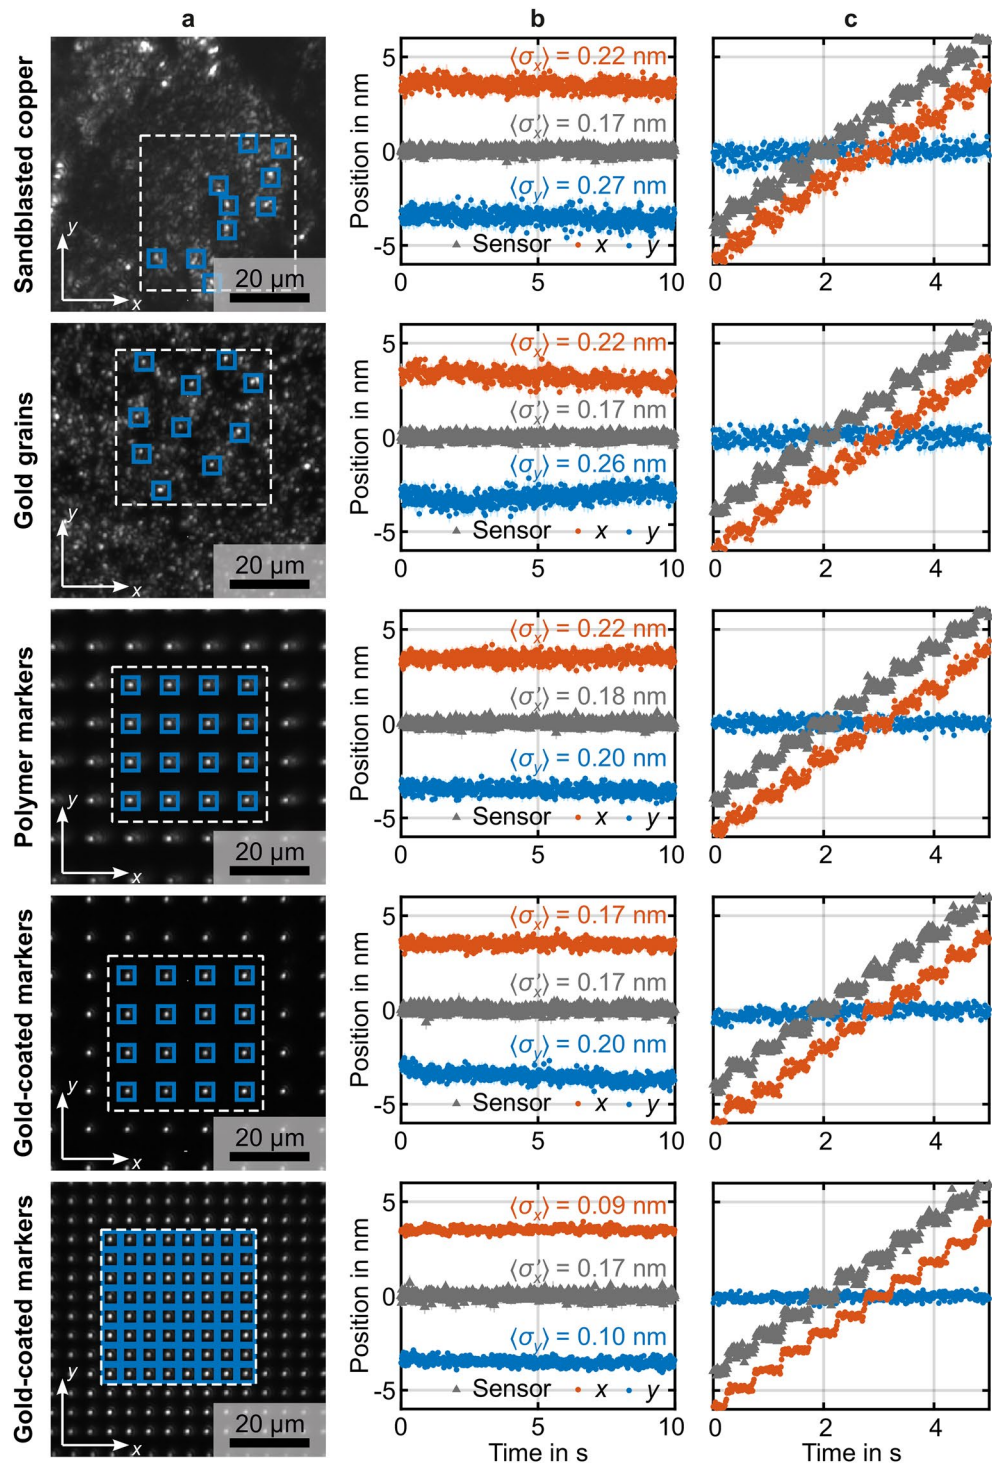 a b c
Sandblasted copper
y
x
20 µm
Position in nm
5
0
-5
⟨σx⟩ = 0.22 nm
⟨σx'⟩ = 0.17 nm
⟨σy⟩ = 0.27 nm
Sensor x y
0 5 10
0 2 4
Gold grains
y
x
20 µm
Position in nm
5
0
-5
⟨σx⟩ = 0.22 nm
⟨σx'⟩ = 0.17 nm
⟨σy⟩ = 0.26 nm
Sensor x y
0 5 10
0 2 4
Polymer markers
y
x
20 µm
Position in nm
5
0
-5
⟨σx⟩ = 0.22 nm
⟨σx'⟩ = 0.18 nm
⟨σy⟩ = 0.20 nm
Sensor x y
0 5 10
0 2 4
Gold-coated markers
y
x
20 µm
Position in nm
5
0
-5
⟨σx⟩ = 0.17 nm
⟨σx'⟩ = 0.17 nm
⟨σy⟩ = 0.20 nm
Sensor x y
0 5 10
0 2 4
Gold-coated markers
y
x
20 µm
Position in nm
5
0
-5
⟨σx⟩ = 0.09 nm
⟨σx'⟩ = 0.17 nm
⟨σy⟩ = 0.10 nm
Sensor x y
0 5 10
Time in s
0 2 4
Time in s